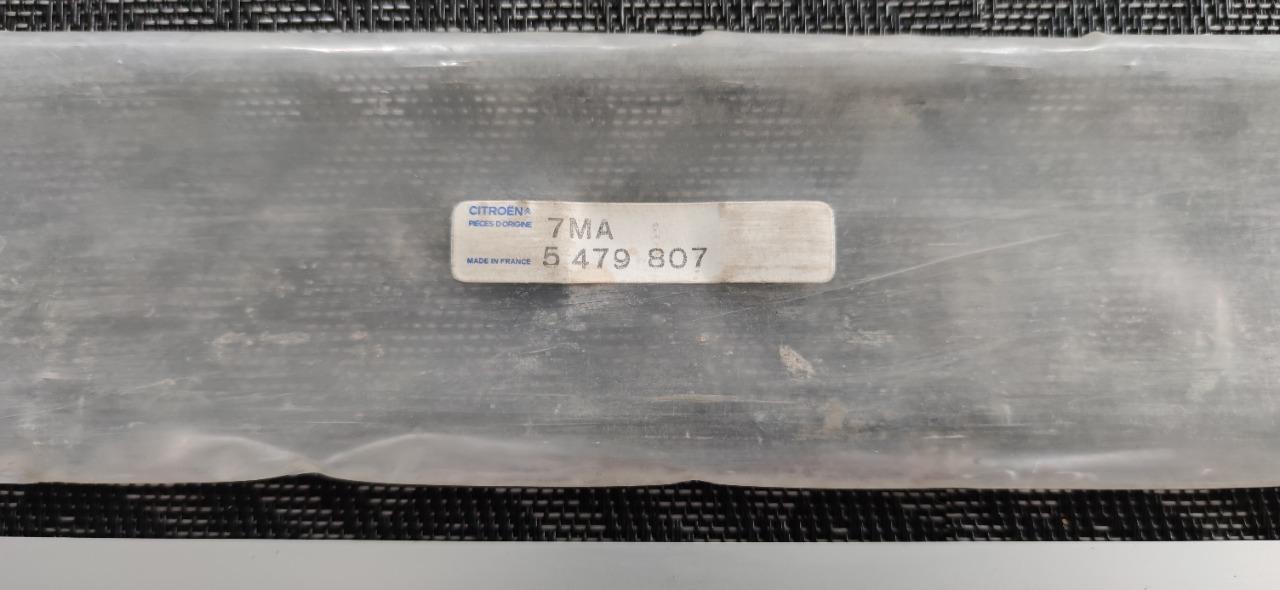 CITROËN
PIECES D'ORIGINE
7MA
MADE IN FRANCE
5 479 807